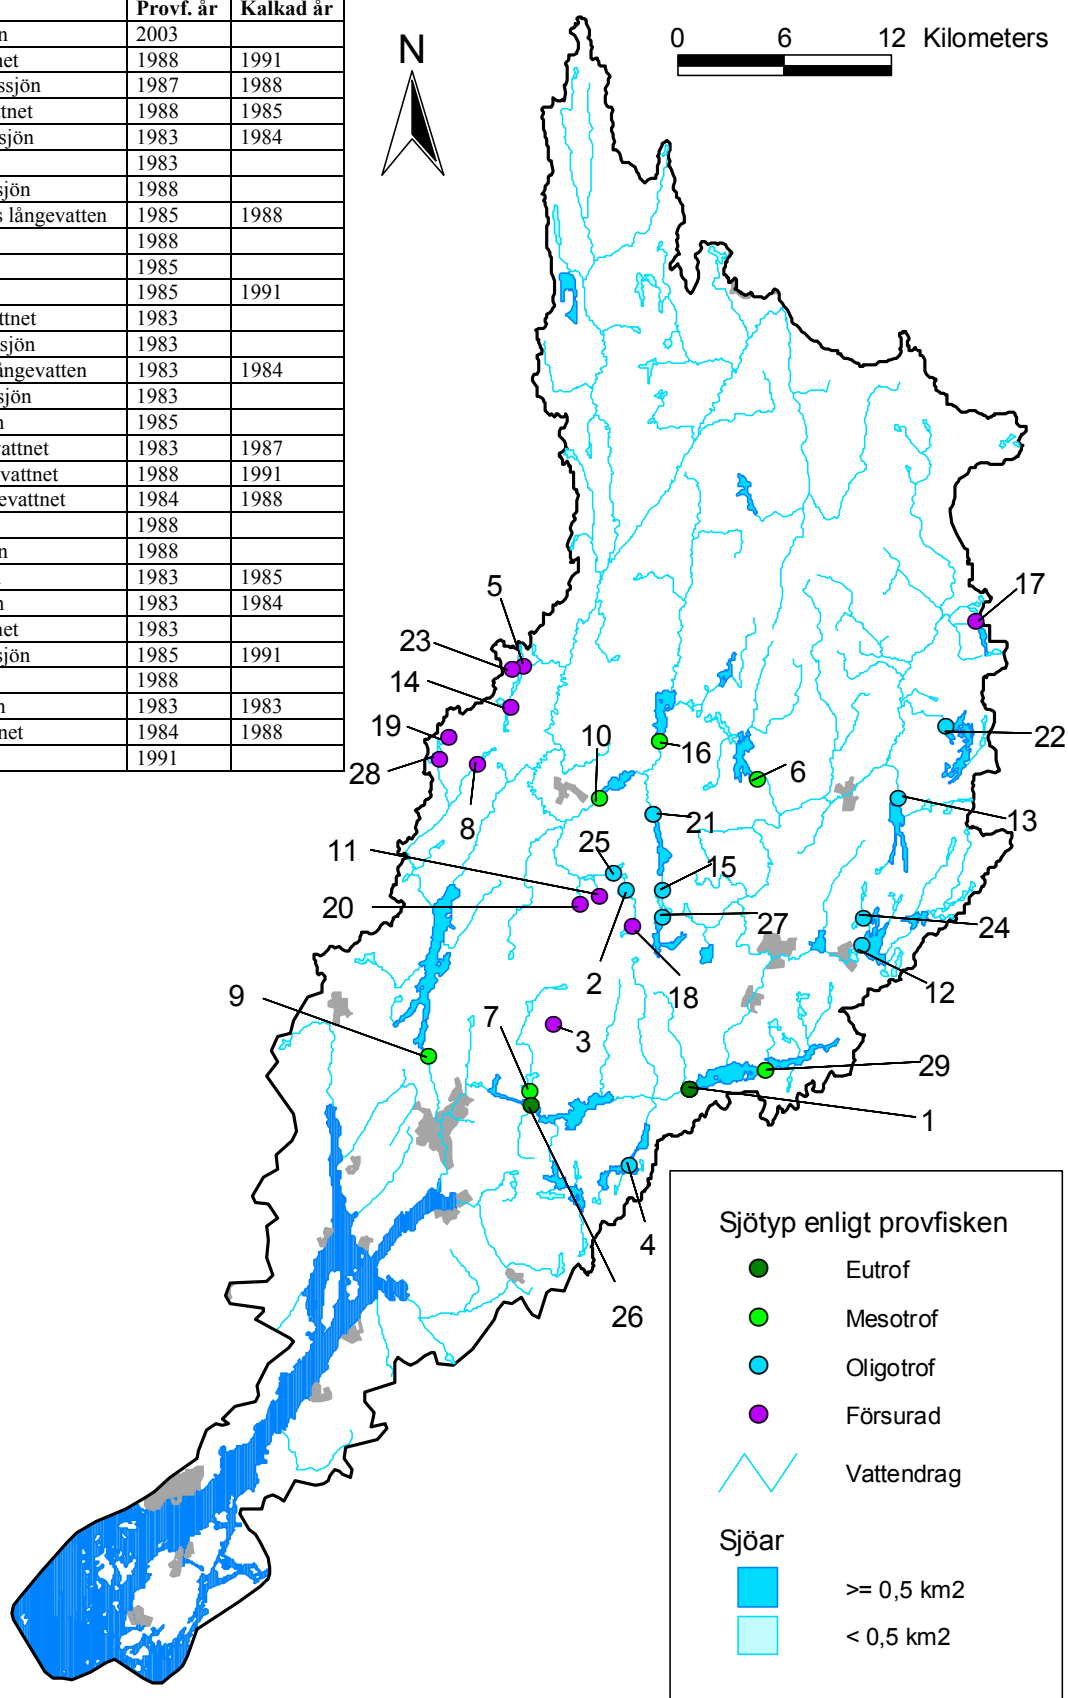 Provf. år Kalkad år
n 2003
net 1988 1991
ssjön 1987 1988
ttnet 1988 1985
sjön 1983 1984
1983
sjön 1988
s långevatten 1985 1988
1988
1985
1985 1991
ttnet 1983
sjön 1983
ångevatten 1983 1984
sjön 1983
n 1985
vattnet 1983 1987
vattnet 1988 1991
evattnet 1984 1988
1988
n 1988
1983 1985
n 1983 1984
net 1983
sjön 1985 1991
1988
n 1983 1983
net 1984 1988
1991
N
0 6 12 Kilometers
5
17
23
14
19
10
16
22
28
6
8
21
13
11
25
15
20
27
24
2
18
12
9
7
3
29
1
4
26
Sjötyp enligt provfisken
Eutrof
Mesotrof
Oligotrof
Försurad
Vattendrag
Sjöar
>= 0,5 km2
< 0,5 km2